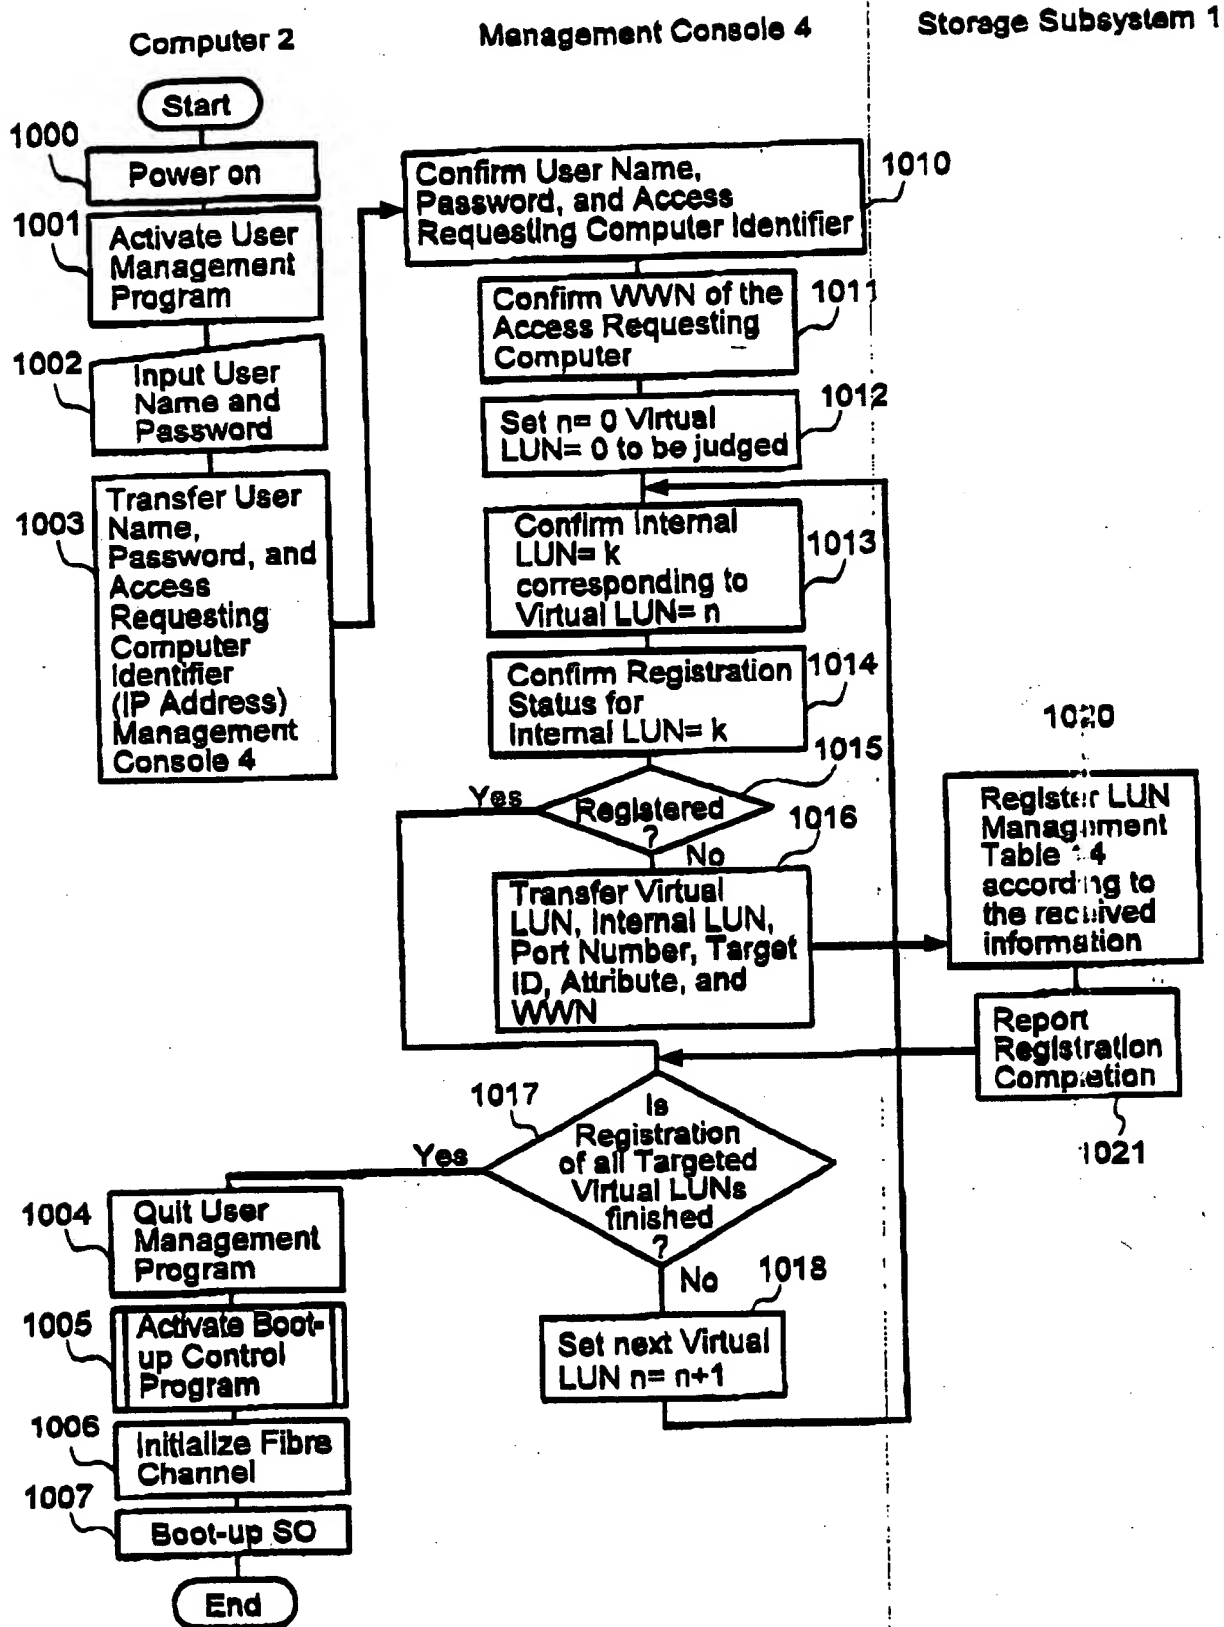 Computer 2
Management Console 4
Storage Subsystem 1
Start
1000
Power on
1001
Activate User
Management
Program
1002
Input User
Name and
Password
1003
Transfer User
Name,
Password, and
Access
Requesting
Computer
Identifier
(IP Address)
Management
Console 4
Confirm User Name,
Password, and Access
Requesting Computer Identifier
1010
Confirm WWN of the
Access Requesting
Computer
1011
Set n= 0 Virtual
LUN= 0 to be judged
1012
Confirm Internal
LUN= k
corresponding to
Virtual LUN= n
1013
Confirm Registration
Status for
Internal LUN= k
1014
Registered
?
1015
Yes
No
1016
Transfer Virtual
LUN, Internal LUN,
Port Number, Target
ID, Attribute, and
WWN
1020
Register LUN
Management
Table 4
according to
the received
information
Report
Registration
Completion
1021
1017
Is
Registration
of all Targeted
Virtual LUNs
finished
?
Yes
No
1018
Set next Virtual
LUN n= n+1
1004
Quit User
Management
Program
1005
Activate Boot-
up Control
Program
1006
Initialize Fibre
Channel
1007
Boot-up SO
End